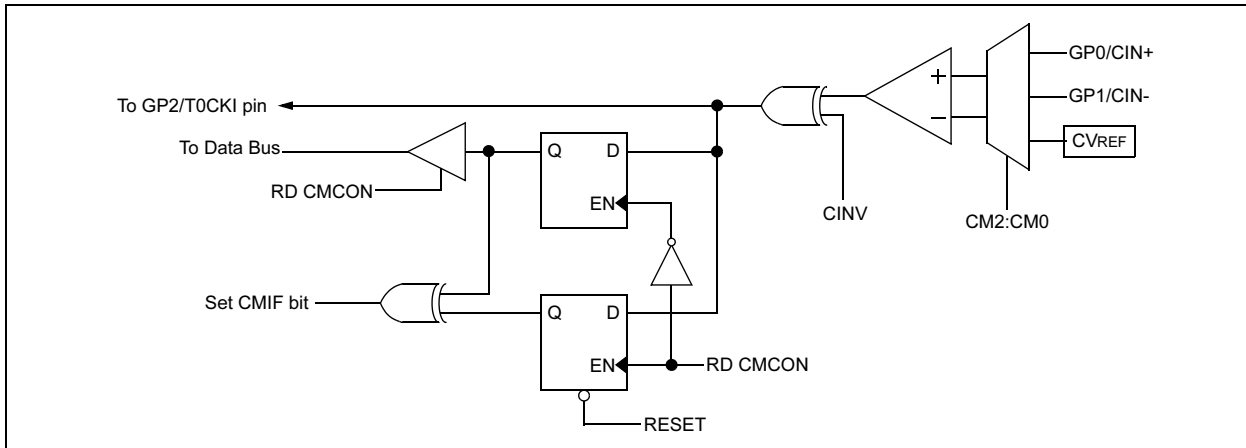 GP0/CIN+
To GP2/T0CKI pin
GP1/CIN-
To Data Bus
Q D
CVREF
RD CMCON
EN
CINV
CM2:CM0
Set CMIF bit
Q D
EN
RD CMCON
RESET